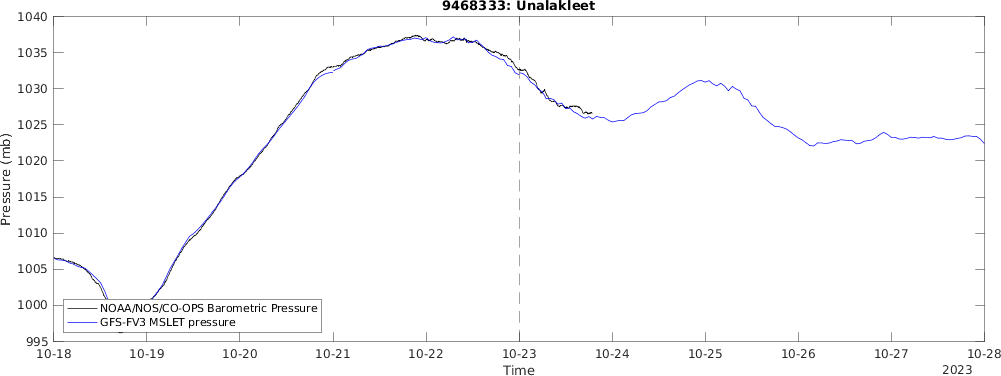 9468333: Unalakleet
1040
1035
1030
1025
1020
1015
1010
1005
1000
995
Pressure (mb)
NOAA/NOS/CO-OPS Barometric Pressure
GFS-FV3 MSLET pressure
10-18 10-19 10-20 10-21 10-22 10-23 10-24 10-25 10-26 10-27 10-28
Time
2023